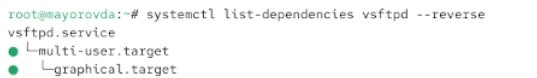 root@mayorovda:~# systemctl list-dependencies vsftpd --reverse
vsftpd.service
● └─multi-user.target
●   └─graphical.target